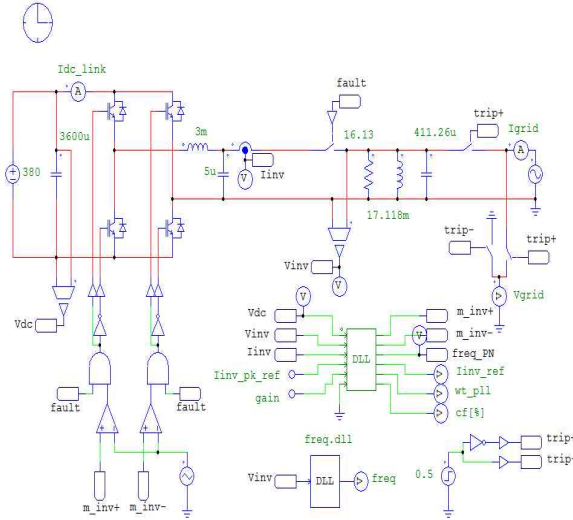 Idc_link
A
3600u
380
3m
5u
V
Iinv
fault
16.13
411.26u
trip+
Igrid
A
17.118m
trip-
trip+
Vgrid
Vinv
V
Vdc
V
Vdc
Vinv
Iinv
Iinv_pk_ref
gain
DLL
m_inv+
V
m_inv-
freq_PN
Iinv_ref
wt_pll
cf[%]
fault
fault
m_inv+
m_inv-
freq.dll
Vinv
DLL
freq
0.5
trip-
trip